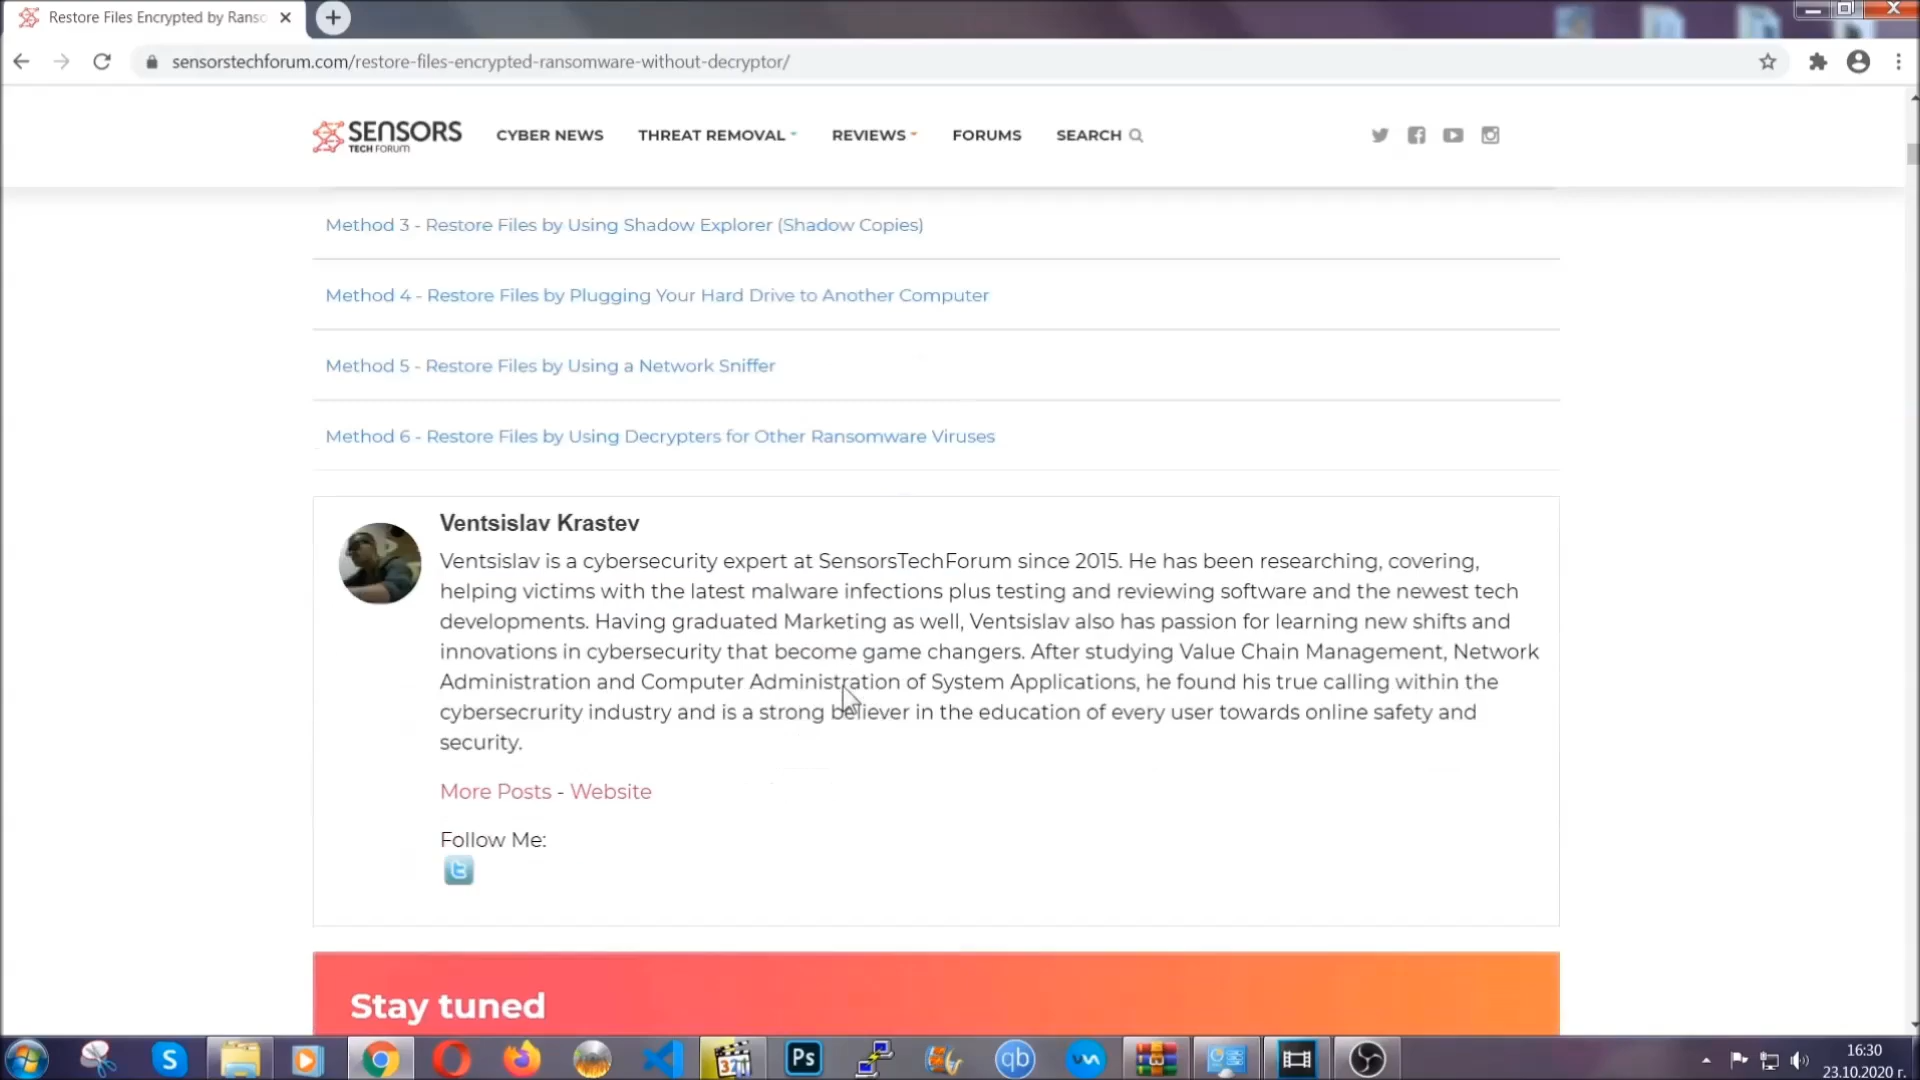 Restore Files Encrypted by Ranso
sensorstechforum.com/restore-files-encrypted-ransomware-without-decryptor/
SENSORS
TECH FORUM
CYBER NEWS
THREAT REMOVAL
REVIEWS
FORUMS
SEARCH
Method 3 - Restore Files by Using Shadow Explorer (Shadow Copies)
Method 4 - Restore Files by Plugging Your Hard Drive to Another Computer
Method 5 - Restore Files by Using a Network Sniffer
Method 6 - Restore Files by Using Decrypters for Other Ransomware Viruses
Ventsislav Krastev
Ventsislav is a cybersecurity expert at SensorsTechForum since 2015. He has been researching, covering,
helping victims with the latest malware infections plus testing and reviewing software and the newest tech
developments. Having graduated Marketing as well, Ventsislav also has passion for learning new shifts and
innovations in cybersecurity that become game changers. After studying Value Chain Management, Network
Administration and Computer Administration of System Applications, he found his true calling within the
cybersecrurity industry and is a strong believer in the education of every user towards online safety and
security.
More Posts - Website
Follow Me:
Stay tuned
S
321
Ps
qb
16:30
23.10.2020 г.